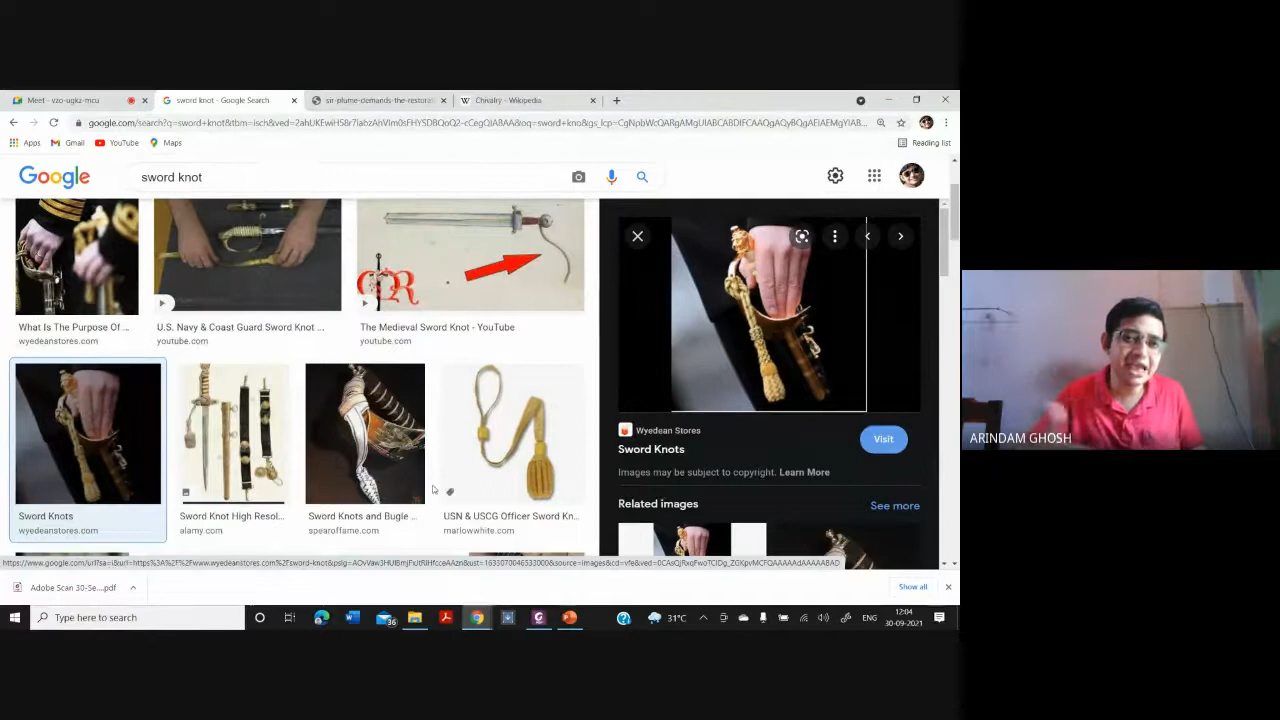 Meet - vzo-ugkz-mcu
sword knot - Google Search
sir-plume-demands-the-restorat
Chivalry - Wikipedia
Apps
Gmail
YouTube
Maps
Reading list
Google
sword knot
What Is The Purpose Of ...
wyedeanstores.com
U.S. Navy & Coast Guard Sword Knot ...
youtube.com
The Medieval Sword Knot - YouTube
youtube.com
Sword Knots
wyedeanstores.com
Sword Knot High Resol...
alamy.com
Sword Knots and Bugle ...
spearoffame.com
USN & USCG Officer Sword Kn...
marlowwhite.com
Wyedean Stores
Sword Knots
Visit
Images may be subject to copyright. Learn More
Related images
See more
ARINDAM GHOSH
Adobe Scan 30-Se....pdf
Show all
Type here to search
36
31°C
ENG
12:04
30-09-2021